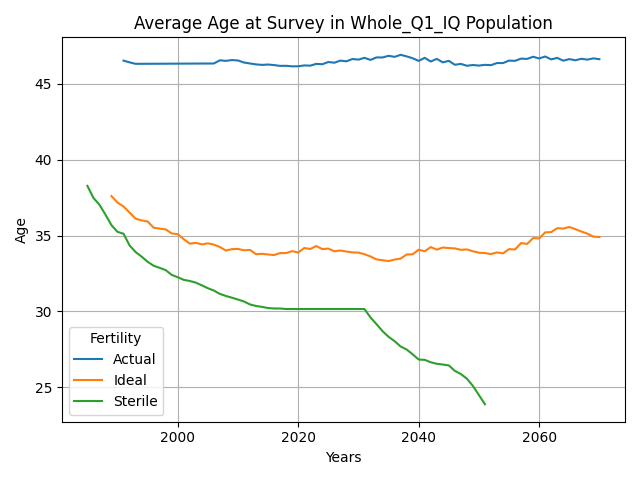 Average Age at Survey in Whole_Q1_IQ Population
45
40
35
30
25
Age
Fertility
Actual
Ideal
Sterile
2000
2020
2040
2060
Years